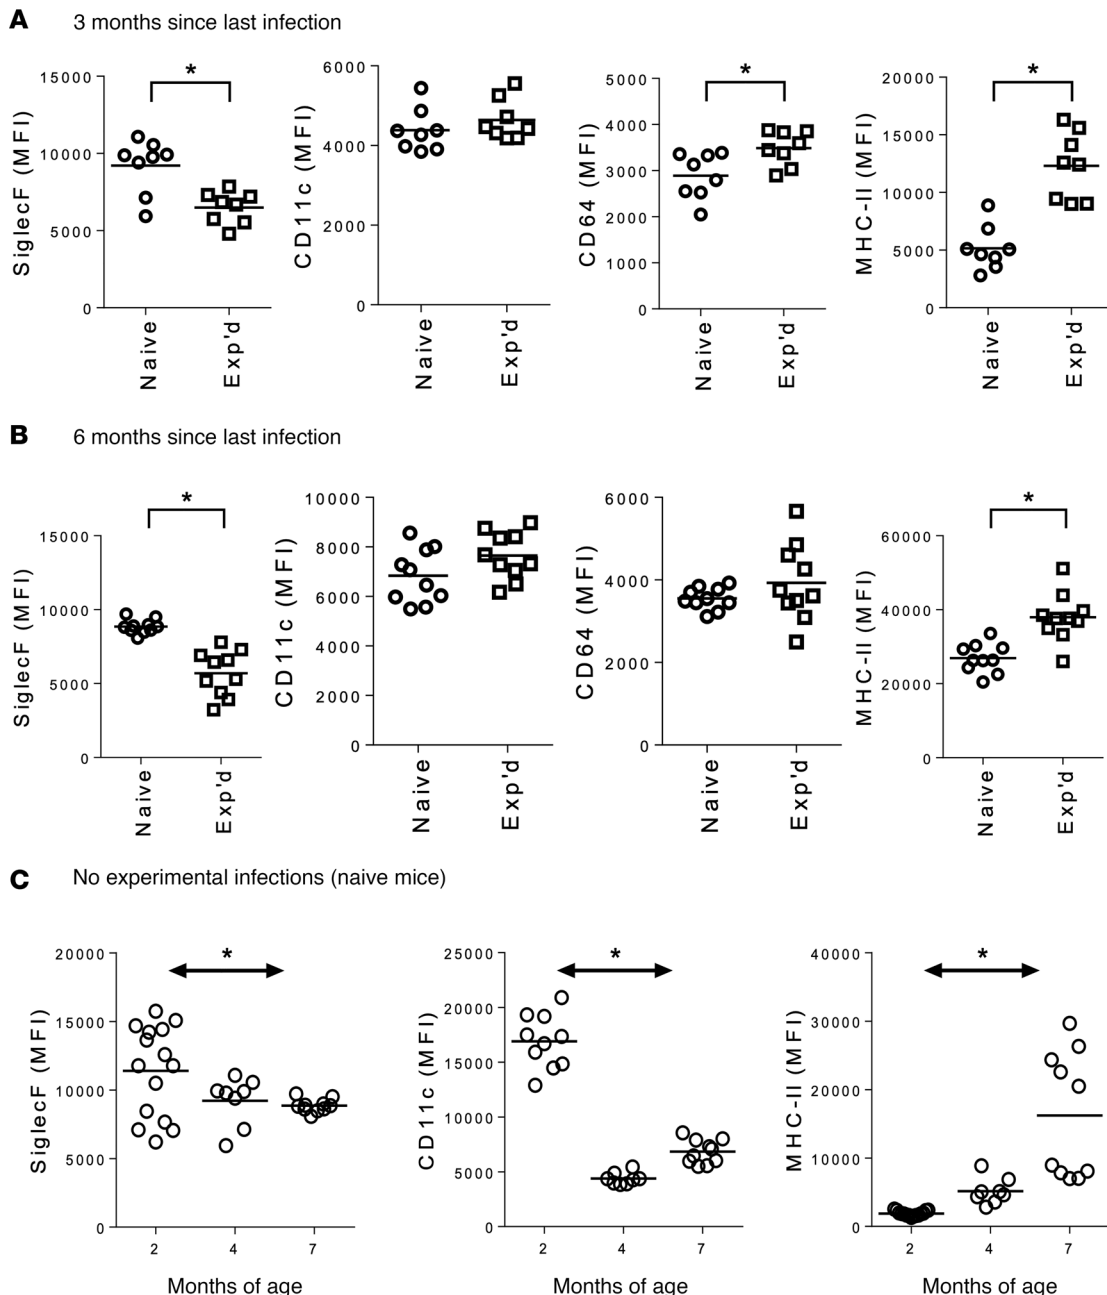 A 3 months since last infection
*
15000
10000
5000
0
SiglecF (MFI)
Naive
Exp'd
6000
4000
2000
0
CD11c (MFI)
Naive
Exp'd
*
5000
4000
3000
2000
1000
0
CD64 (MFI)
Naive
Exp'd
*
20000
15000
10000
5000
0
MHC-II (MFI)
Naive
Exp'd
B 6 months since last infection
*
15000
10000
5000
0
SiglecF (MFI)
Naive
Exp'd
10000
8000
6000
4000
2000
0
CD11c (MFI)
Naive
Exp'd
6000
4000
2000
0
CD64 (MFI)
Naive
Exp'd
*
60000
40000
20000
0
MHC-II (MFI)
Naive
Exp'd
C No experimental infections (naive mice)
*
20000
15000
10000
5000
0
SiglecF (MFI)
2 4 7
Months of age
*
25000
20000
15000
10000
5000
0
CD11c (MFI)
2 4 7
Months of age
*
40000
30000
20000
10000
0
MHC-II (MFI)
2 4 7
Months of age